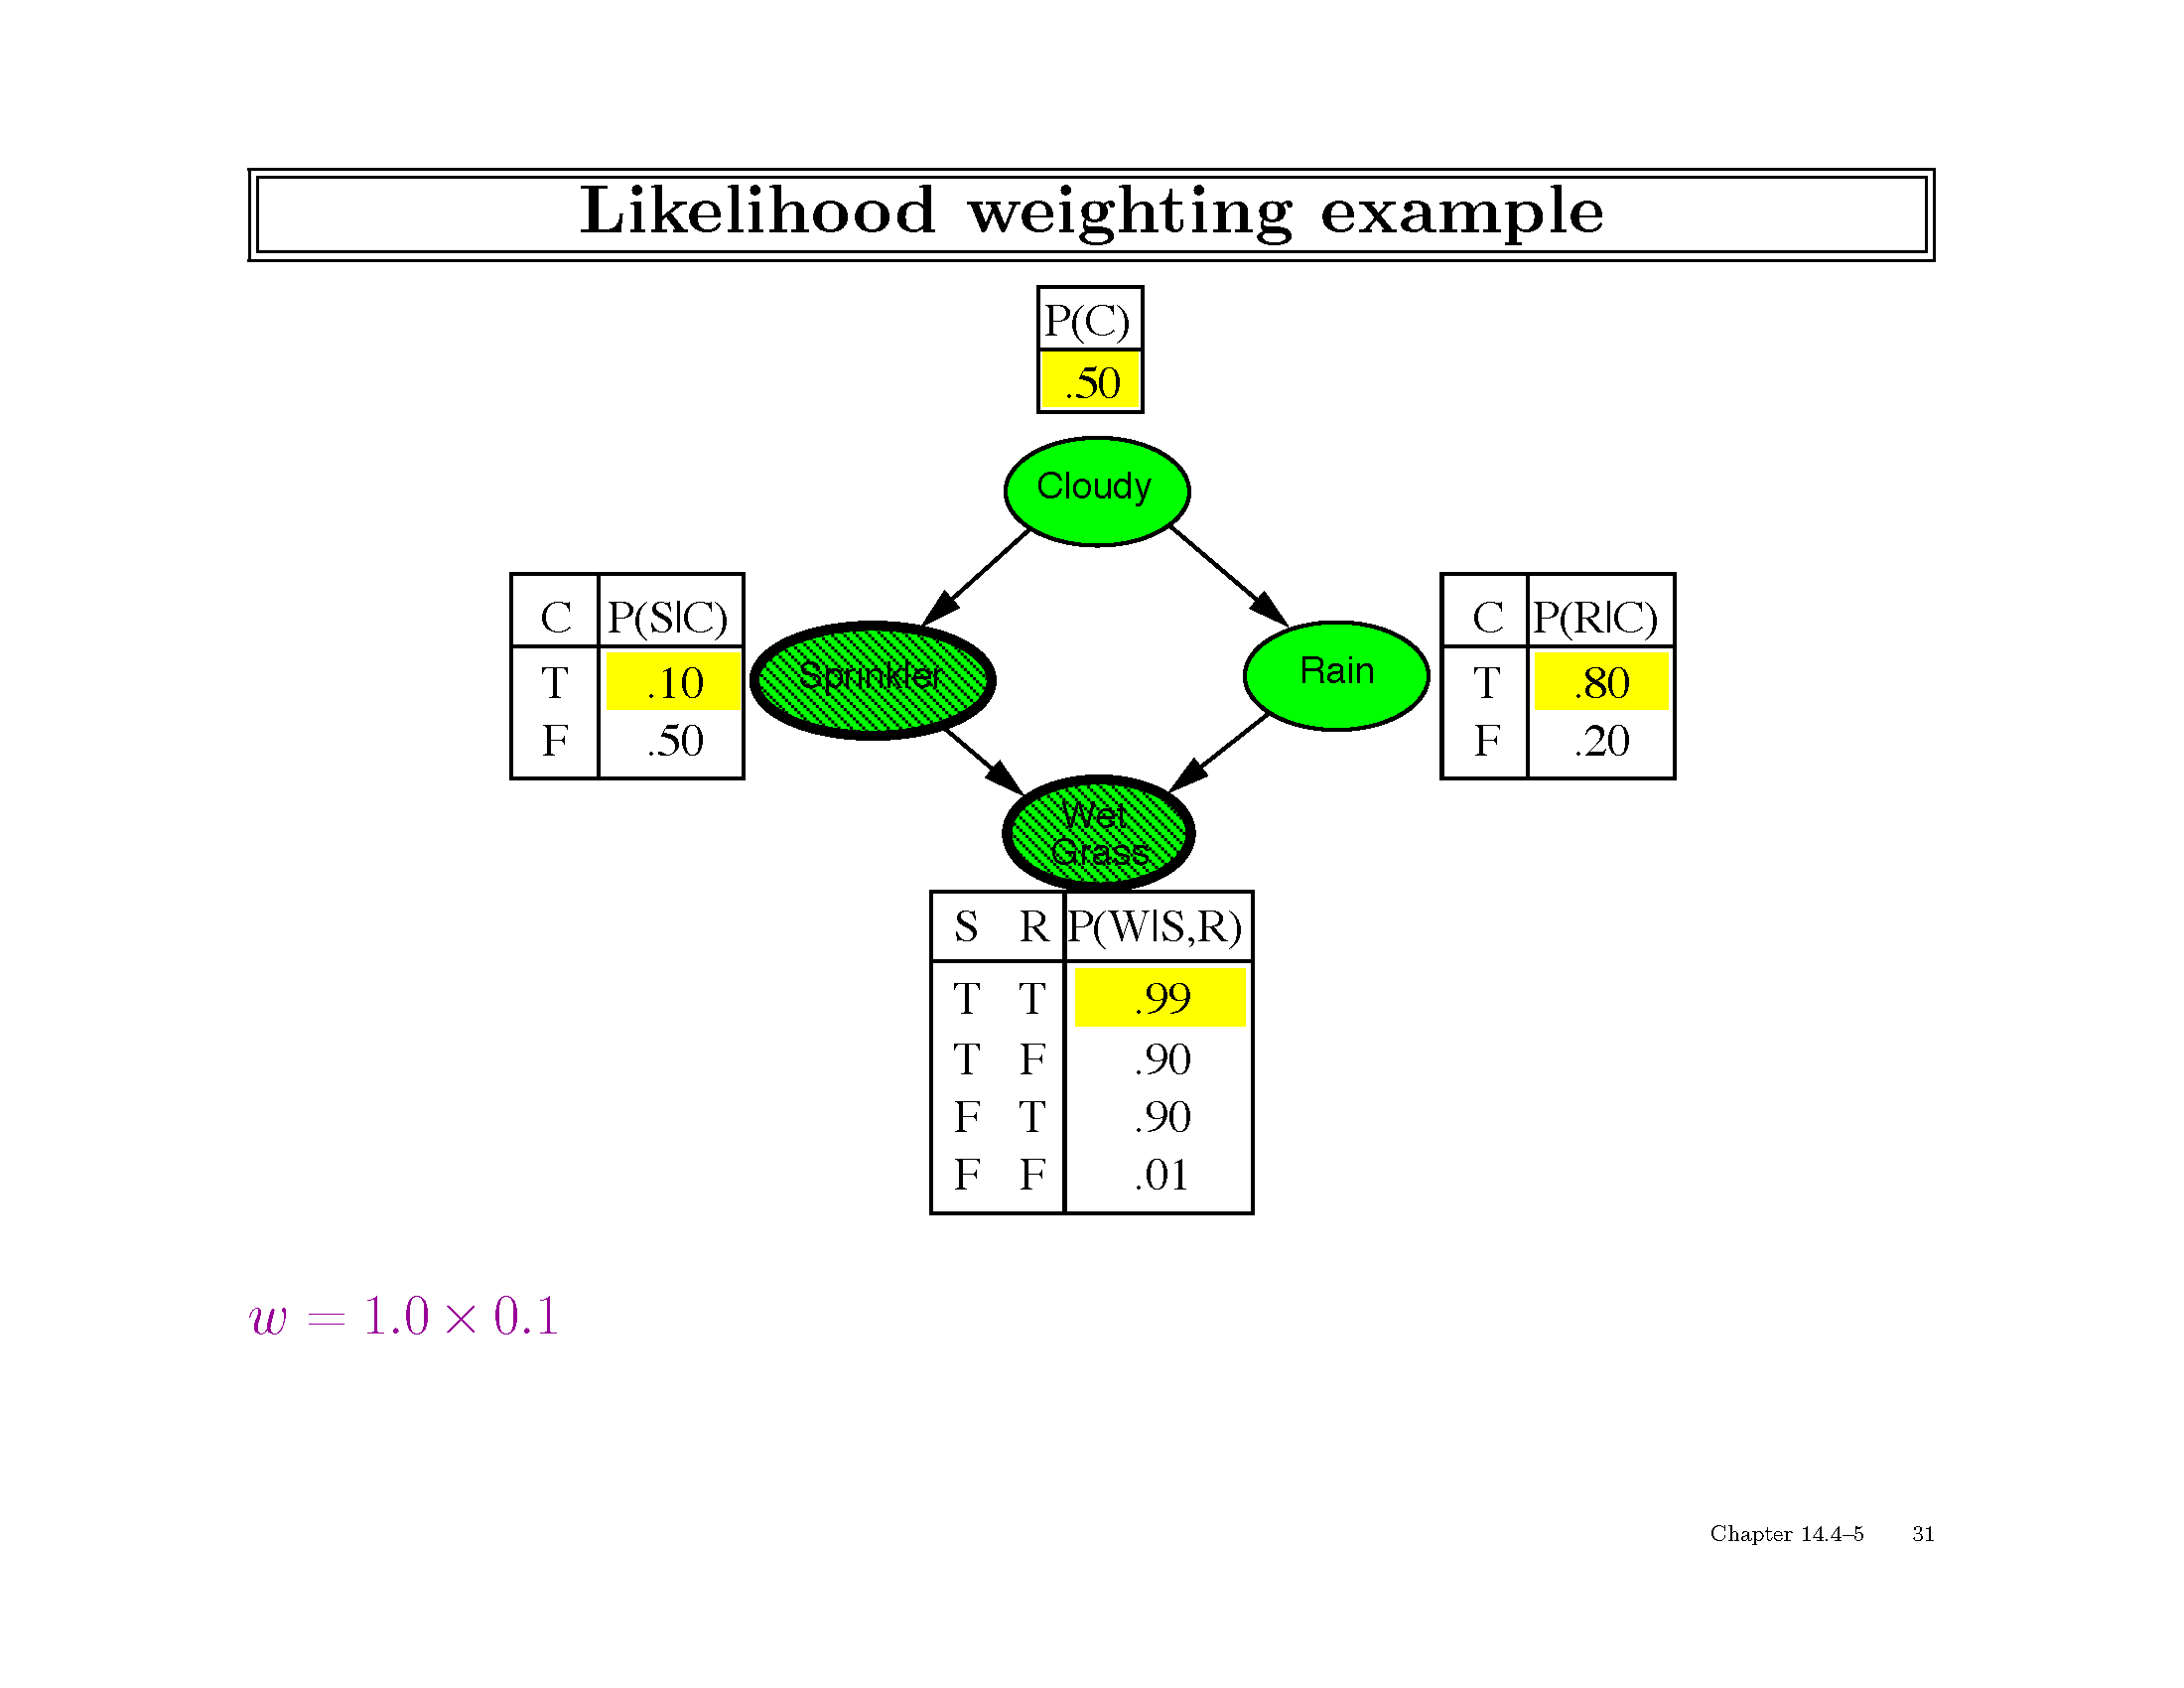 Likelihood weighting example
P(C)
.50
Cloudy
C P(S|C)
T .10
F .50
Sprinkler
Rain
C P(R|C)
T .80
F .20
Wet
Grass
S R P(W|S,R)
T T .99
T F .90
F T .90
F F .01
w = 1.0 × 0.1
Chapter 14.4–5 31